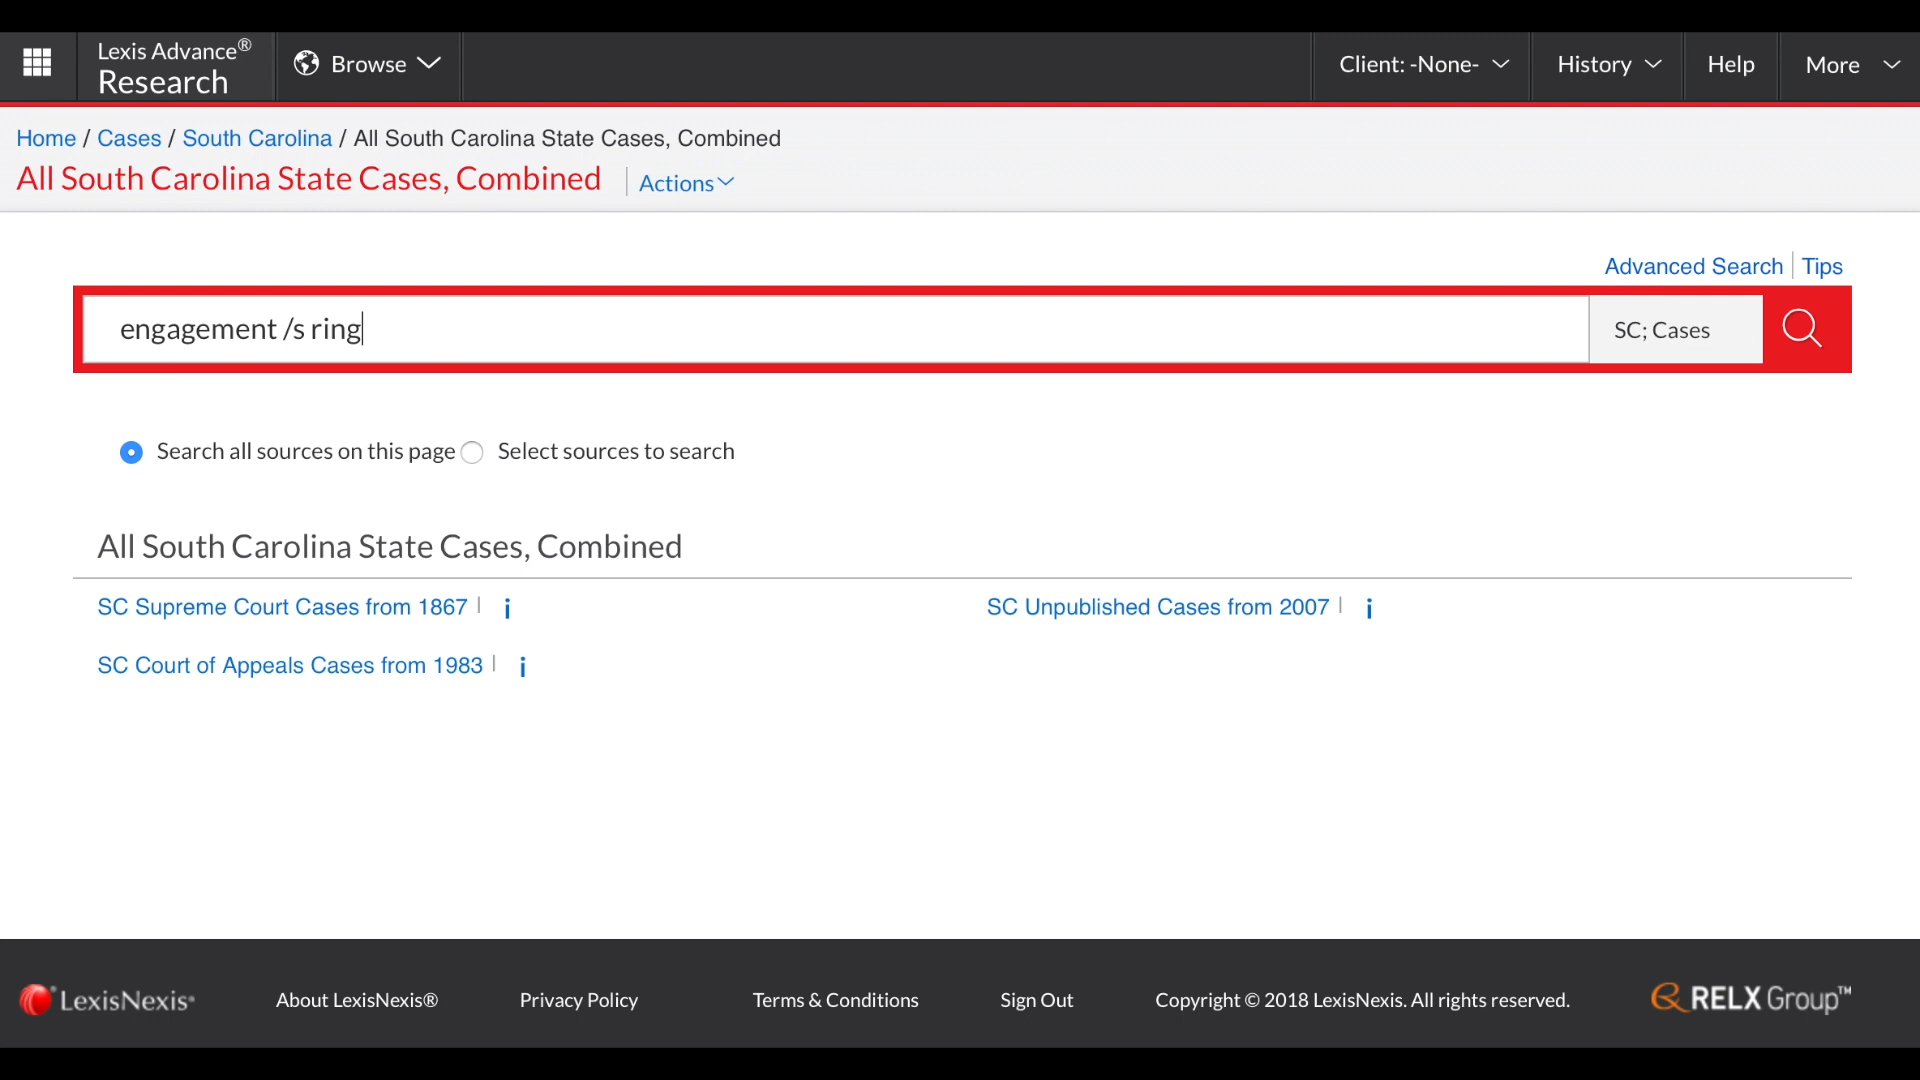 Lexis Advance®
Research
Browse
Client: -None-
History
Help
More
Home / Cases / South Carolina / All South Carolina State Cases, Combined
All South Carolina State Cases, Combined
Actions
Advanced Search
Tips
engagement /s ring
SC; Cases
Search all sources on this page
Select sources to search
All South Carolina State Cases, Combined
SC Supreme Court Cases from 1867 | i
SC Unpublished Cases from 2007 | i
SC Court of Appeals Cases from 1983 | i
LexisNexis®
About LexisNexis®
Privacy Policy
Terms & Conditions
Sign Out
Copyright © 2018 LexisNexis. All rights reserved.
RELX Group™